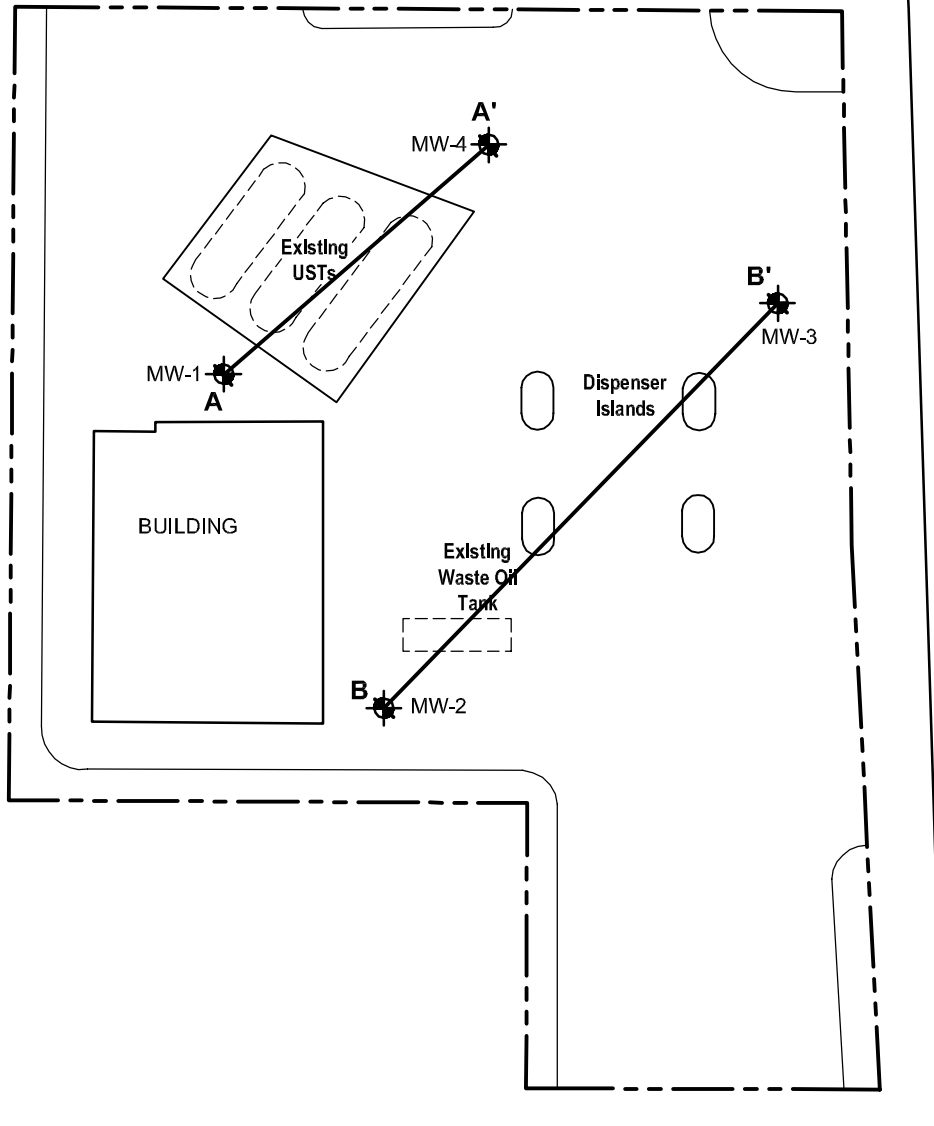 A'
MW-4
Existing
USTs
B'
MW-3
MW-1
A
Dispenser
Islands
BUILDING
Existing
Waste Oil
Tank
B
MW-2